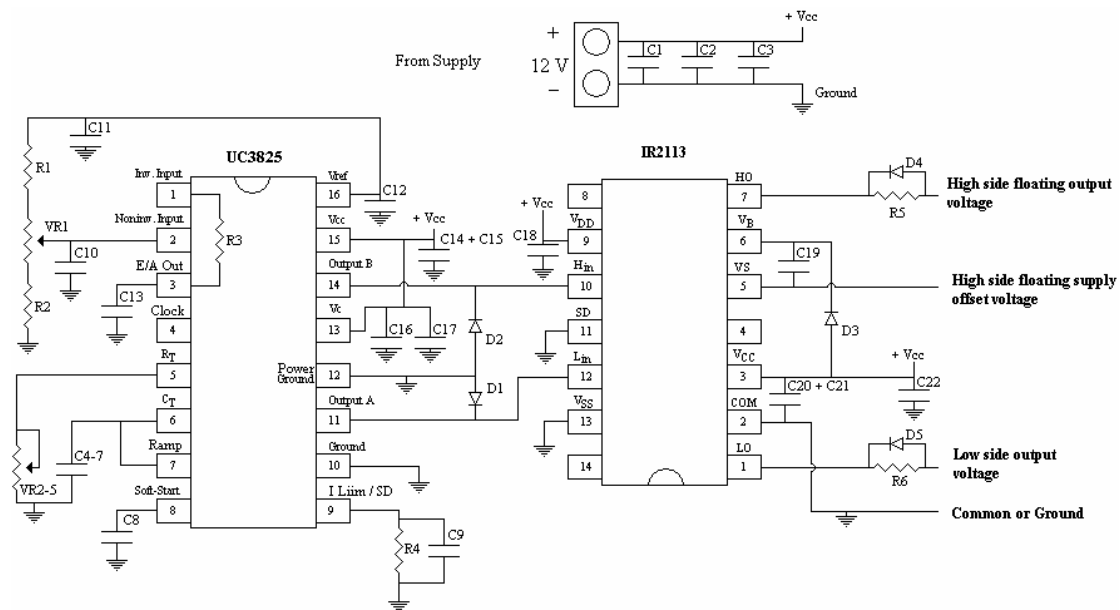 + Vcc
+
From Supply
12 V
−
C1
C2
C3
Ground
C11
R1
VR1
R2
C10
C13
UC3825
Inv. Input
1
Noninv. Input
2
E/A Out
3
Clock
4
RT
5
CT
6
Ramp
7
Soft-Start
8
R3
Vref
16
Vcc
15
Output B
14
Vc
13
Power
Ground
12
Output A
11
Ground
10
I Liim / SD
9
C12
+ Vcc
C14 + C15
C16
C17
D2
D1
VR2-5
C4-7
C8
R4
C9
IR2113
8
VDD
9
Hin
10
SD
11
Lin
12
VSS
13
14
+ Vcc
C18
HO
7
VB
6
VS
5
4
VCC
3
COM
2
LO
1
D4
R5
High side floating output
voltage
C19
High side floating supply
offset voltage
D3
+ Vcc
C20 + C21
C22
D5
R6
Low side output
voltage
Common or Ground